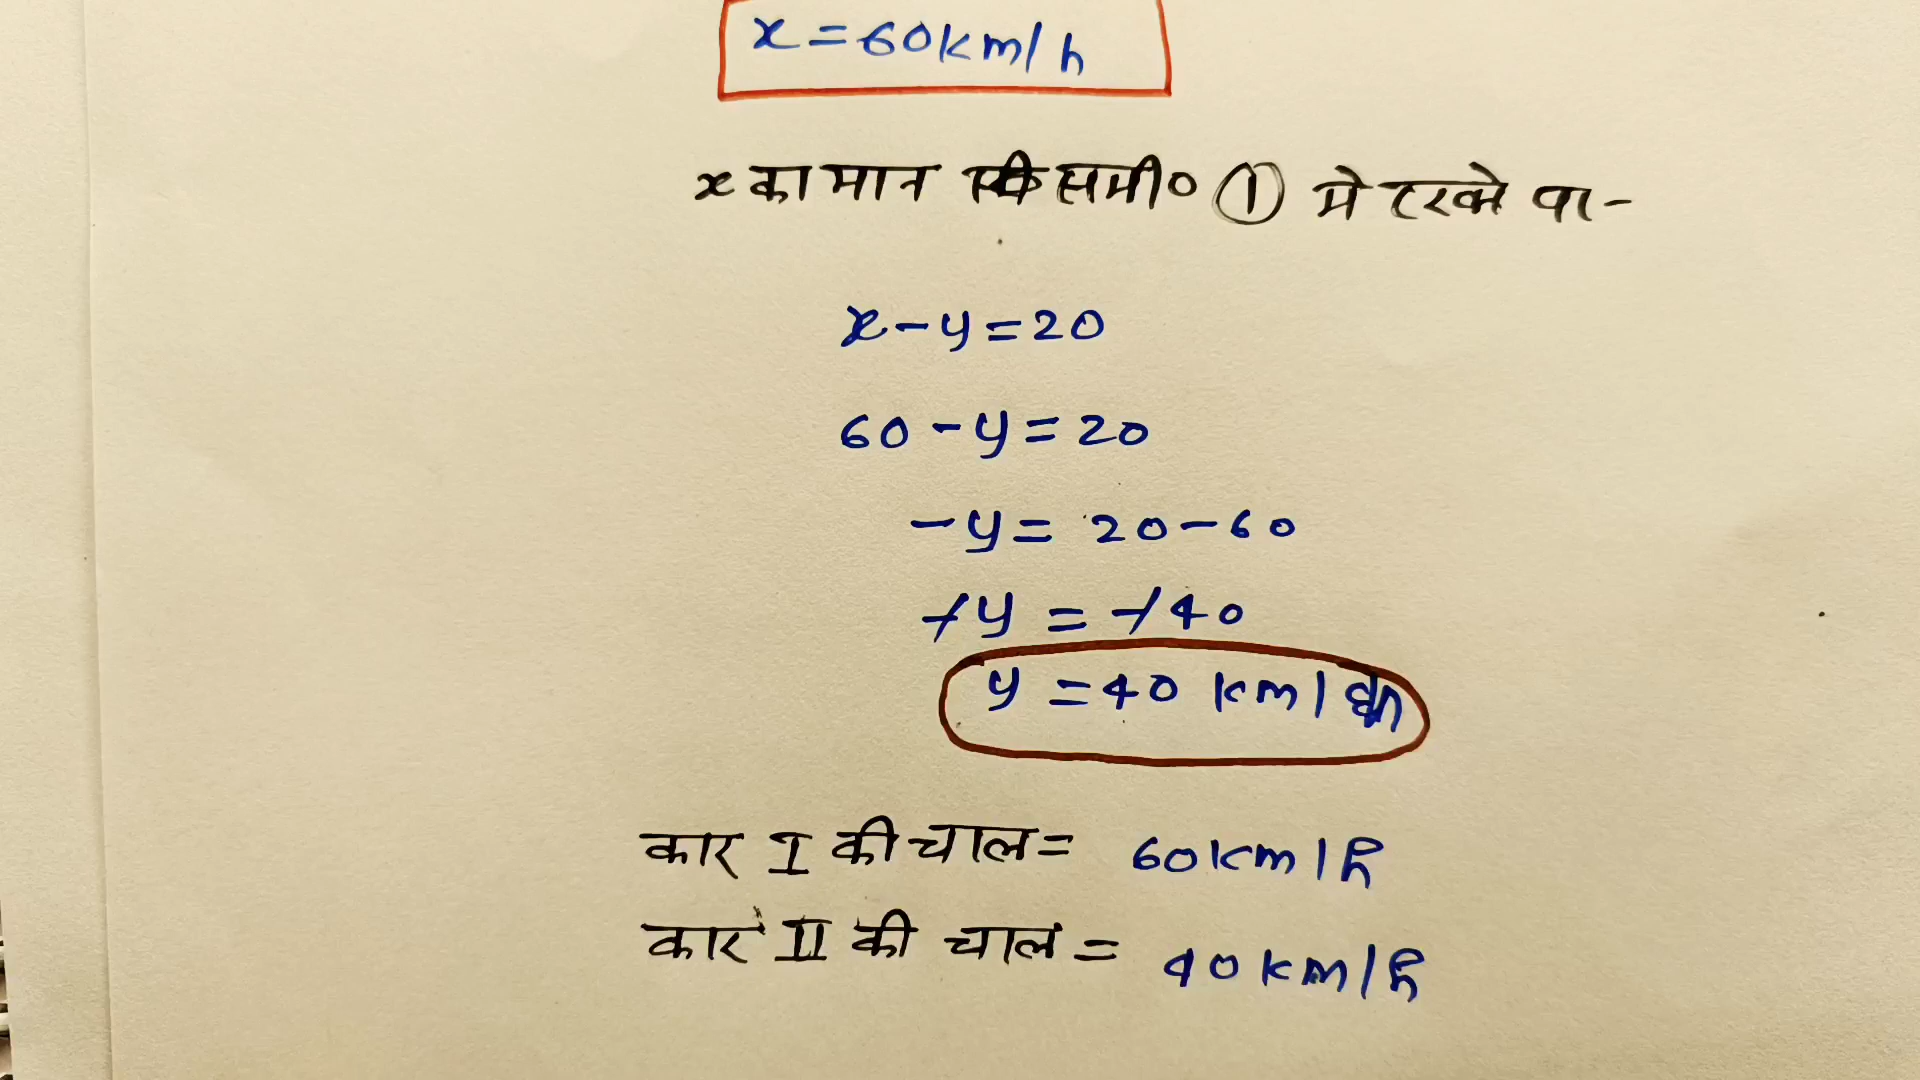 x = 60km/h
x का मान समी० ① मे रखने पर -
x - y = 20
60 - y = 20
- y = 20 - 60
- y = - 40
y = 40 km/h
कार I की चाल = 60km/h
कार II की चाल = 40km/h